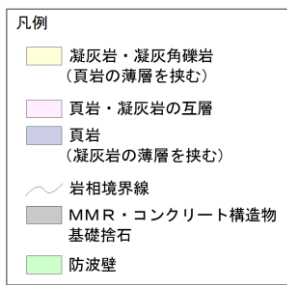 凡例
凝灰岩・凝灰角礫岩
（頁岩の薄層を挟む）
頁岩・凝灰岩の互層
頁岩
（凝灰岩の薄層を挟む）
岩相境界線
ＭＭＲ・コンクリート構造物
基礎捨石
防波壁